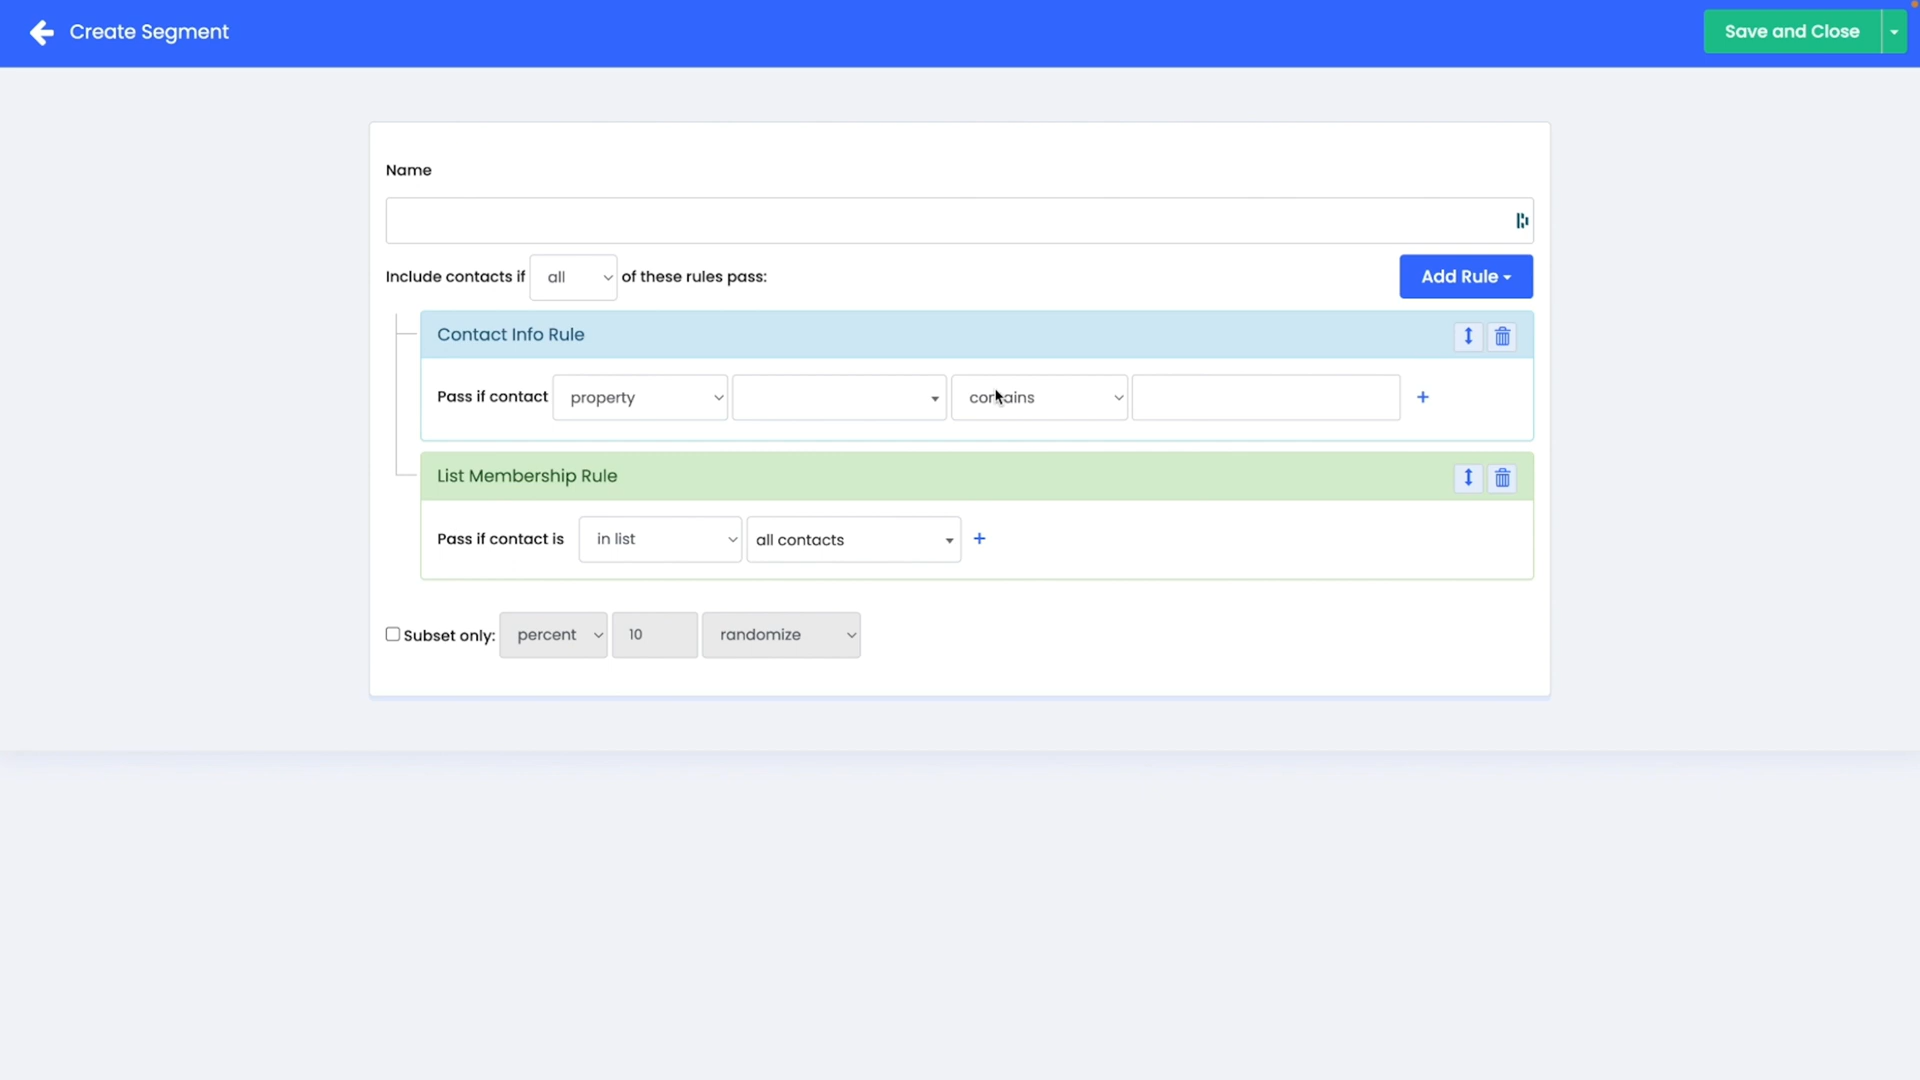 Create Segment
Save and Close
Name
Include contacts if all of these rules pass:
Add Rule
Contact Info Rule
Pass if contact property contains
List Membership Rule
Pass if contact is in list all contacts
Subset only: percent 10 randomize